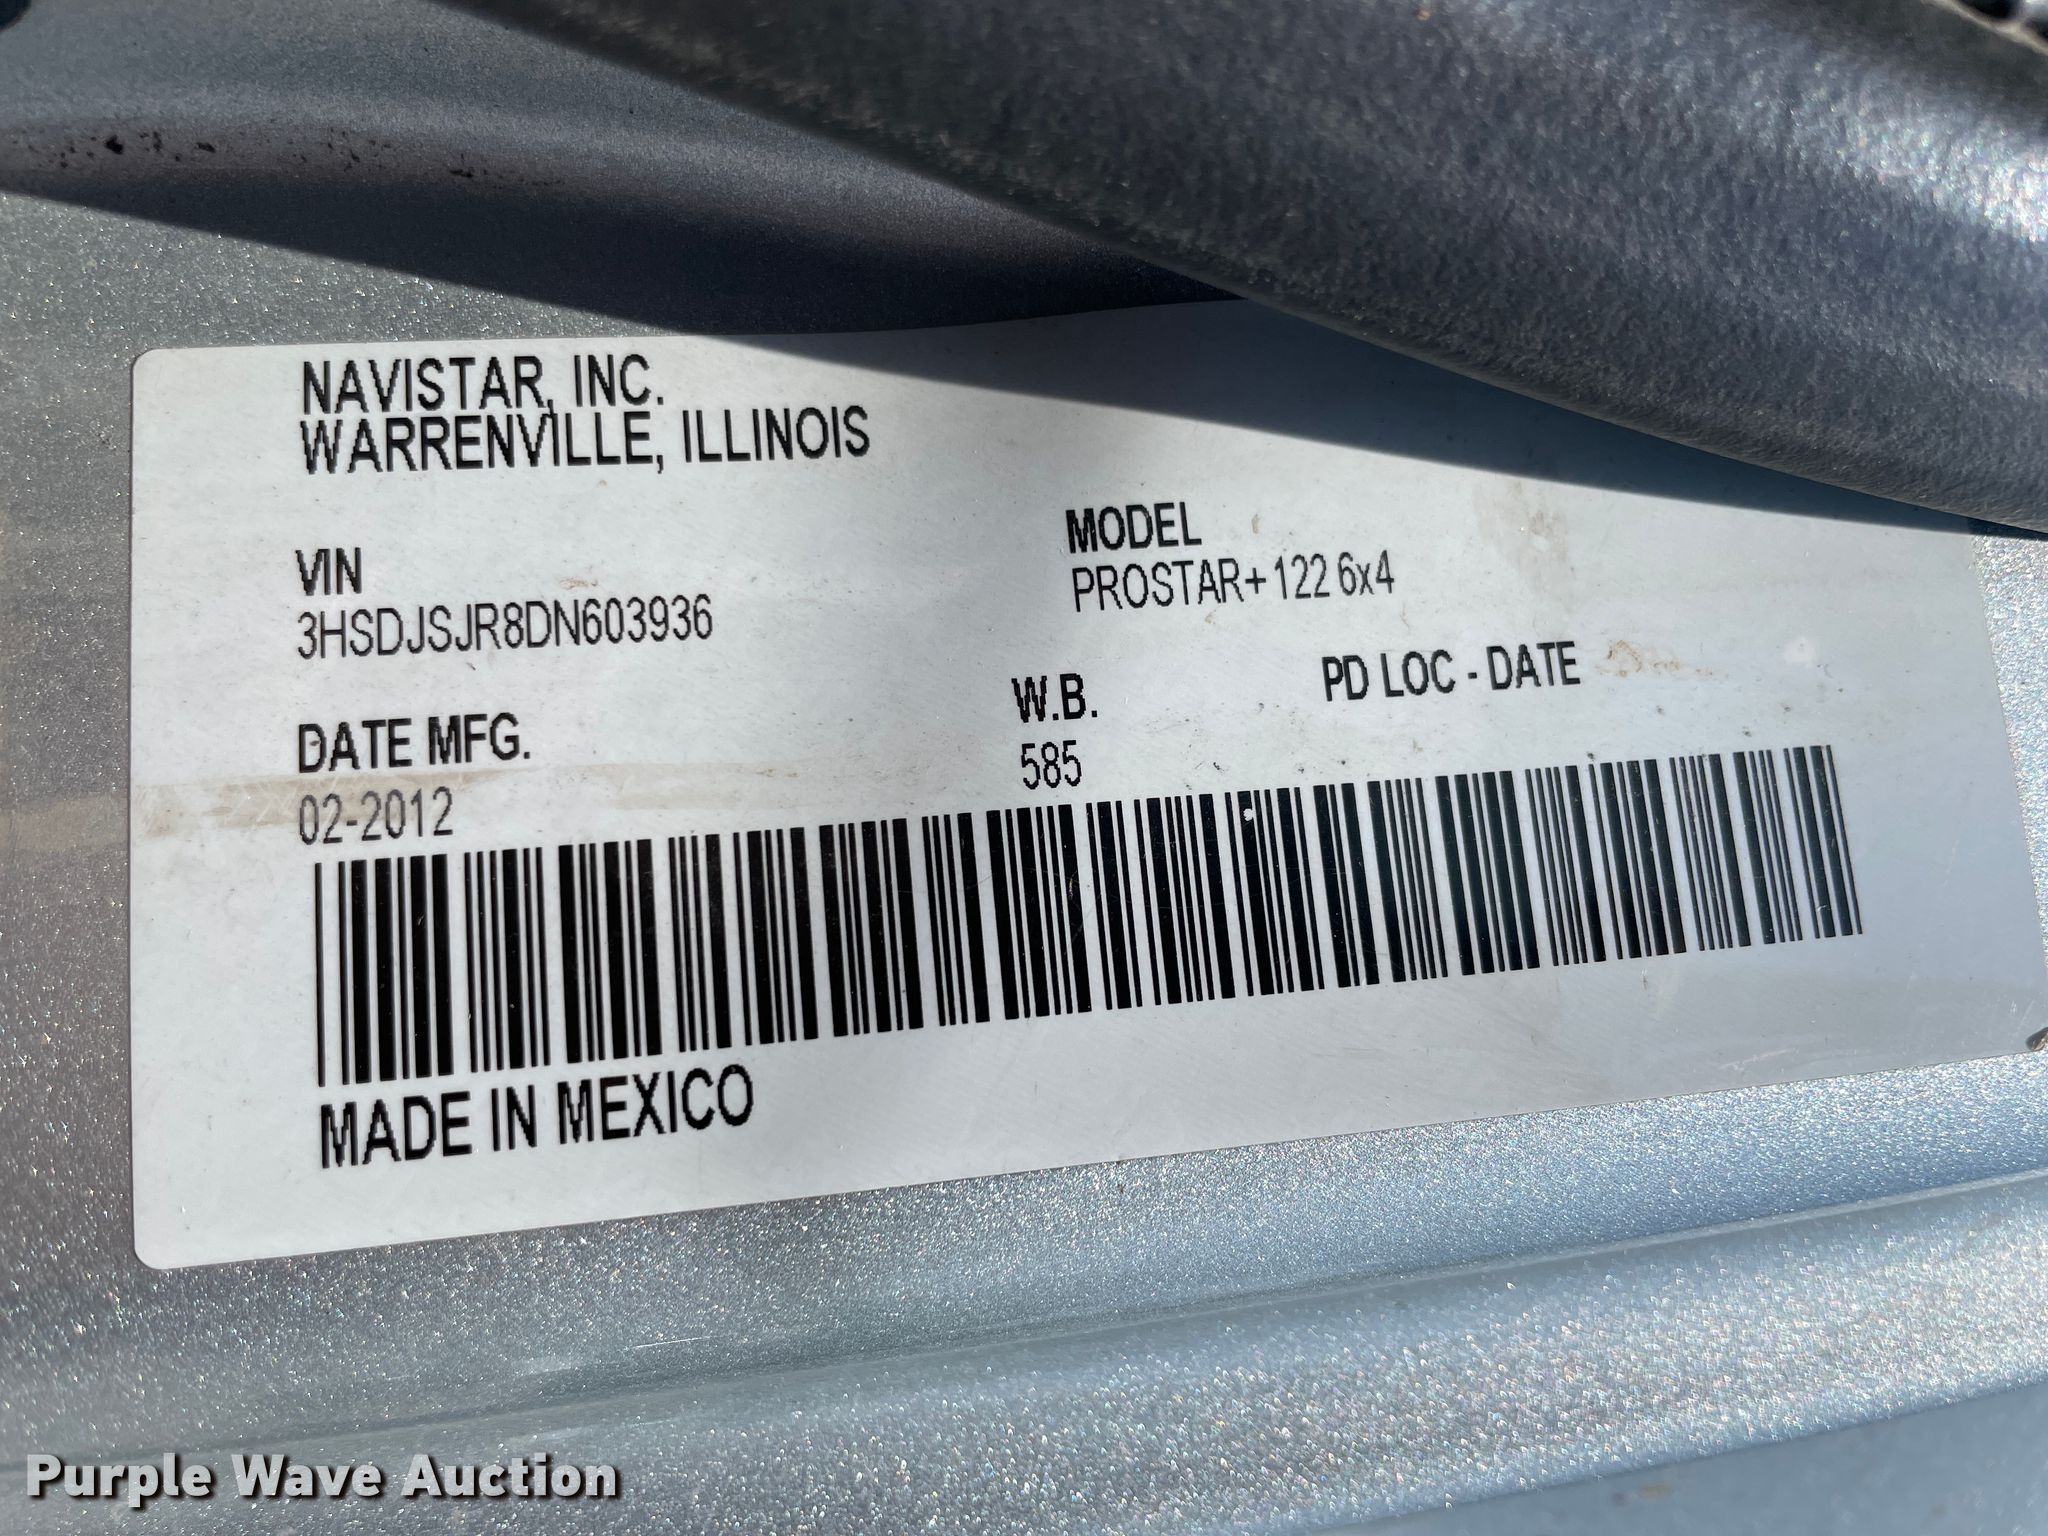 NAVISTAR, INC.
WARRENVILLE, ILLINOIS
VIN
3HSDJSJR8DN603936
MODEL
PROSTAR+ 122 6x4
DATE MFG.
02-2012
W.B.
585
PD LOC - DATE
MADE IN MEXICO
Purple Wave Auction